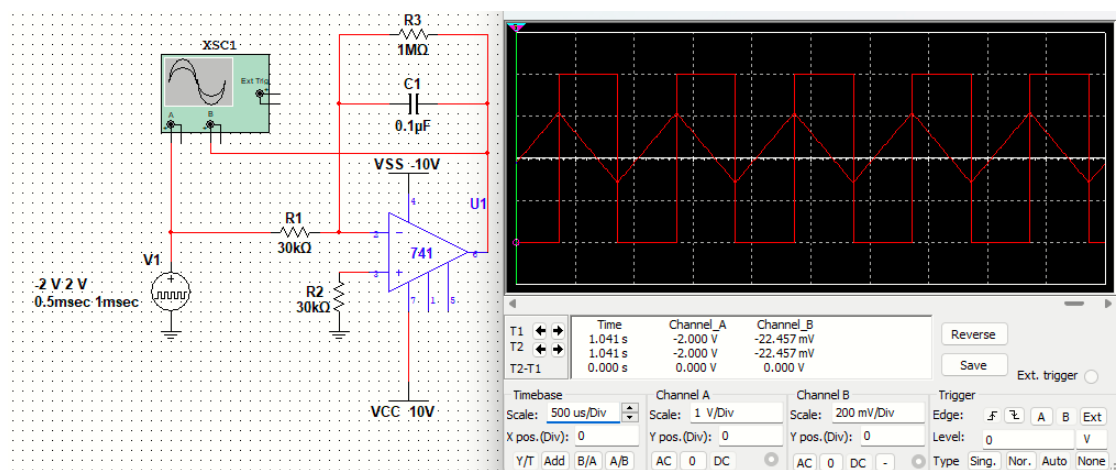 XSC1
Ext Trig
A
B
R3
1MΩ
C1
0.1µF
VSS -10V
4
U1
R1
30kΩ
2
741
6
V1
-2 V 2 V
0.5msec 1msec
3
R2
30kΩ
7
1
5
VCC 10V
T1
T2
T2-T1
Time Channel_A Channel_B
1.041 s -2.000 V -22.457 mV
1.041 s -2.000 V -22.457 mV
0.000 s 0.000 V 0.000 V
Reverse
Save
Ext. trigger
Timebase
Scale: 500 us/Div
X pos.(Div): 0
Y/T Add B/A A/B
Channel A
Scale: 1 V/Div
Y pos.(Div): 0
AC 0 DC
Channel B
Scale: 200 mV/Div
Y pos.(Div): 0
AC 0 DC -
Trigger
Edge: A B Ext
Level: 0 V
Type Sing. Nor. Auto None